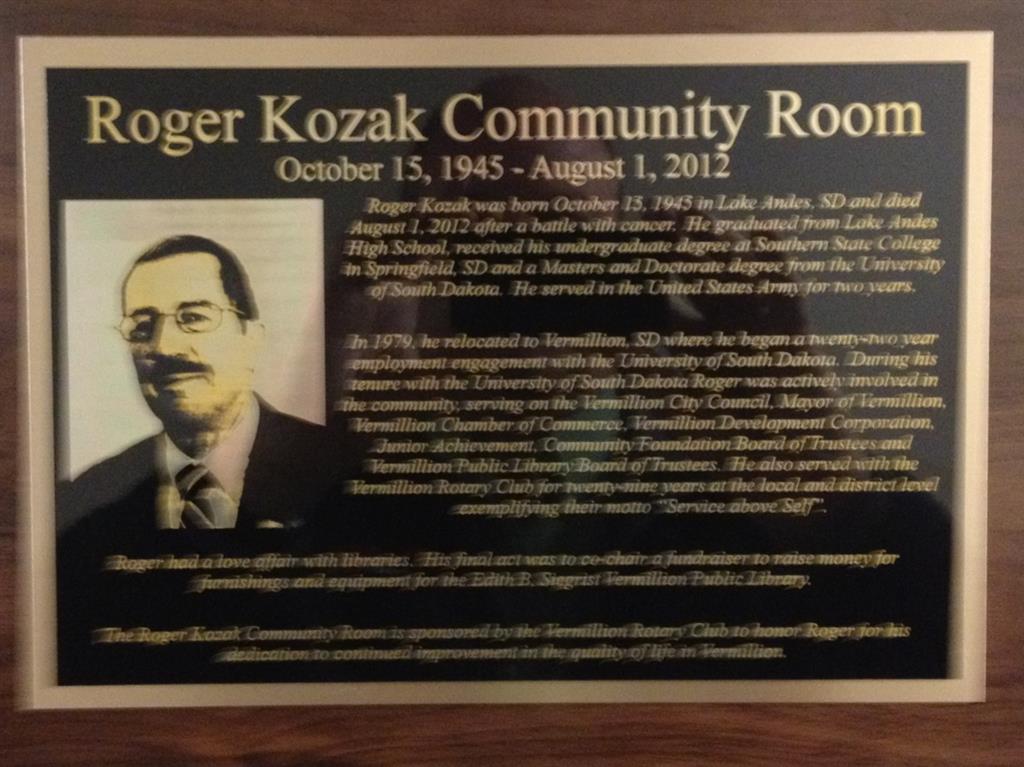 Roger Kozak Community Room
October 15, 1945 - August 1, 2012
Roger Kozak was born October 15, 1945 in Lake Andes, SD and died
August 1, 2012 after a battle with cancer. He graduated from Lake Andes
High School, received his undergraduate degree at Southern State College
in Springfield, SD and a Masters and Doctorate degree from the University
of South Dakota. He served in the United States Army for two years.
In 1979, he relocated to Vermillion, SD where he began a twenty-two year
employment engagement with the University of South Dakota. During his
tenure with the University of South Dakota Roger was actively involved in
the community, serving on the Vermillion City Council, Mayor of Vermillion,
Vermillion Chamber of Commerce, Vermillion Development Corporation,
Junior Achievement, Community Foundation Board of Trustees and
Vermillion Public Library Board of Trustees. He also served with the
Vermillion Rotary Club for twenty-nine years at the local and district level
exemplifying their motto "Service above Self".
Roger had a love affair with libraries. His final act was to co-chair a fundraiser to raise money for
furnishings and equipment for the Edith B. Siegrist Vermillion Public Library.
The Roger Kozak Community Room is sponsored by the Vermillion Rotary Club to honor Roger for his
dedication to continued improvement in the quality of life in Vermillion.